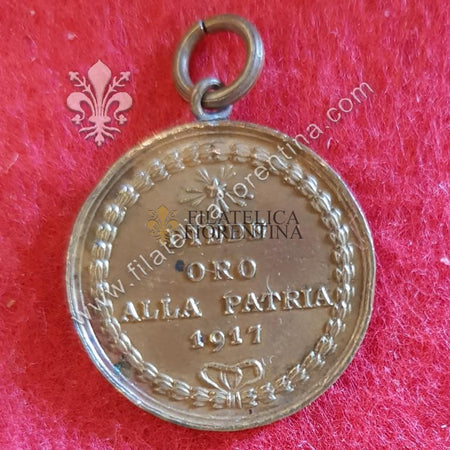 FILATELICA
FIORENTINA
ORO
ALLA PATRIA
1917
www.filatelicafiorentina.com